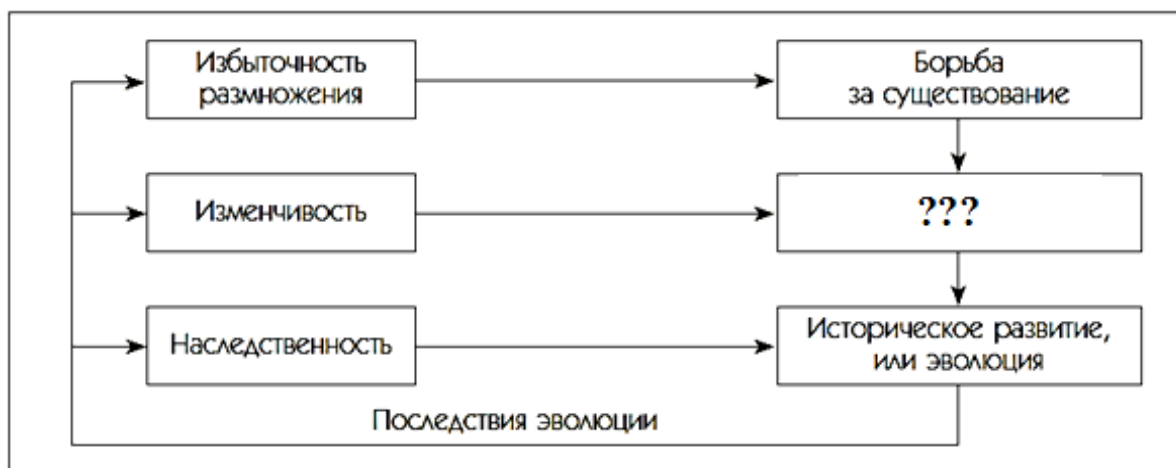 Избыточность
размножения
Борьба
за существование
Изменчивость
???
Наследственность
Историческое развитие,
или эволюция
Последствия эволюции